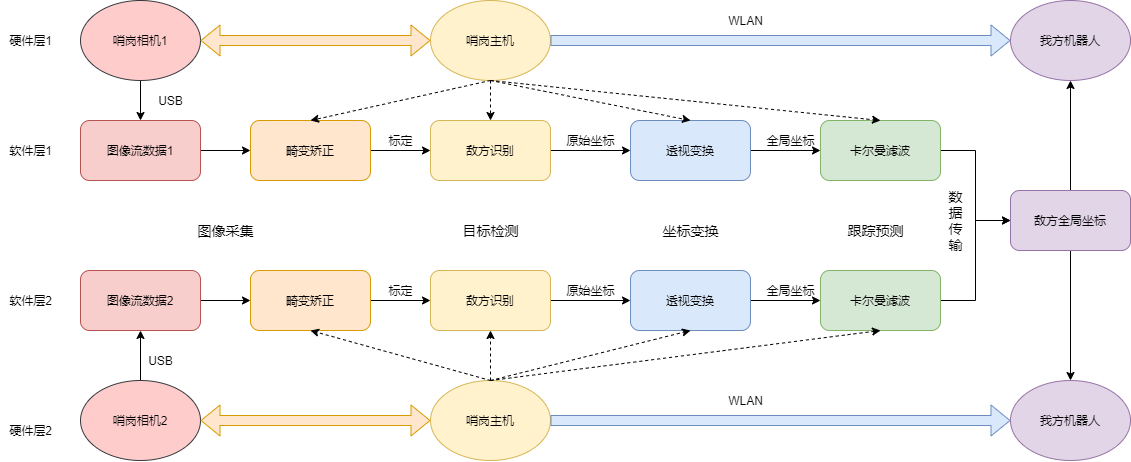 WLAN
硬件层1
哨岗相机1
哨岗主机
我方机器人
USB
软件层1
图像流数据1
畸变矫正
标定
敌方识别
原始坐标
透视变换
全局坐标
卡尔曼滤波
数据传输
敌方全局坐标
图像采集
目标检测
坐标变换
跟踪预测
软件层2
图像流数据2
畸变矫正
标定
敌方识别
原始坐标
透视变换
全局坐标
卡尔曼滤波
USB
WLAN
硬件层2
哨岗相机2
哨岗主机
我方机器人